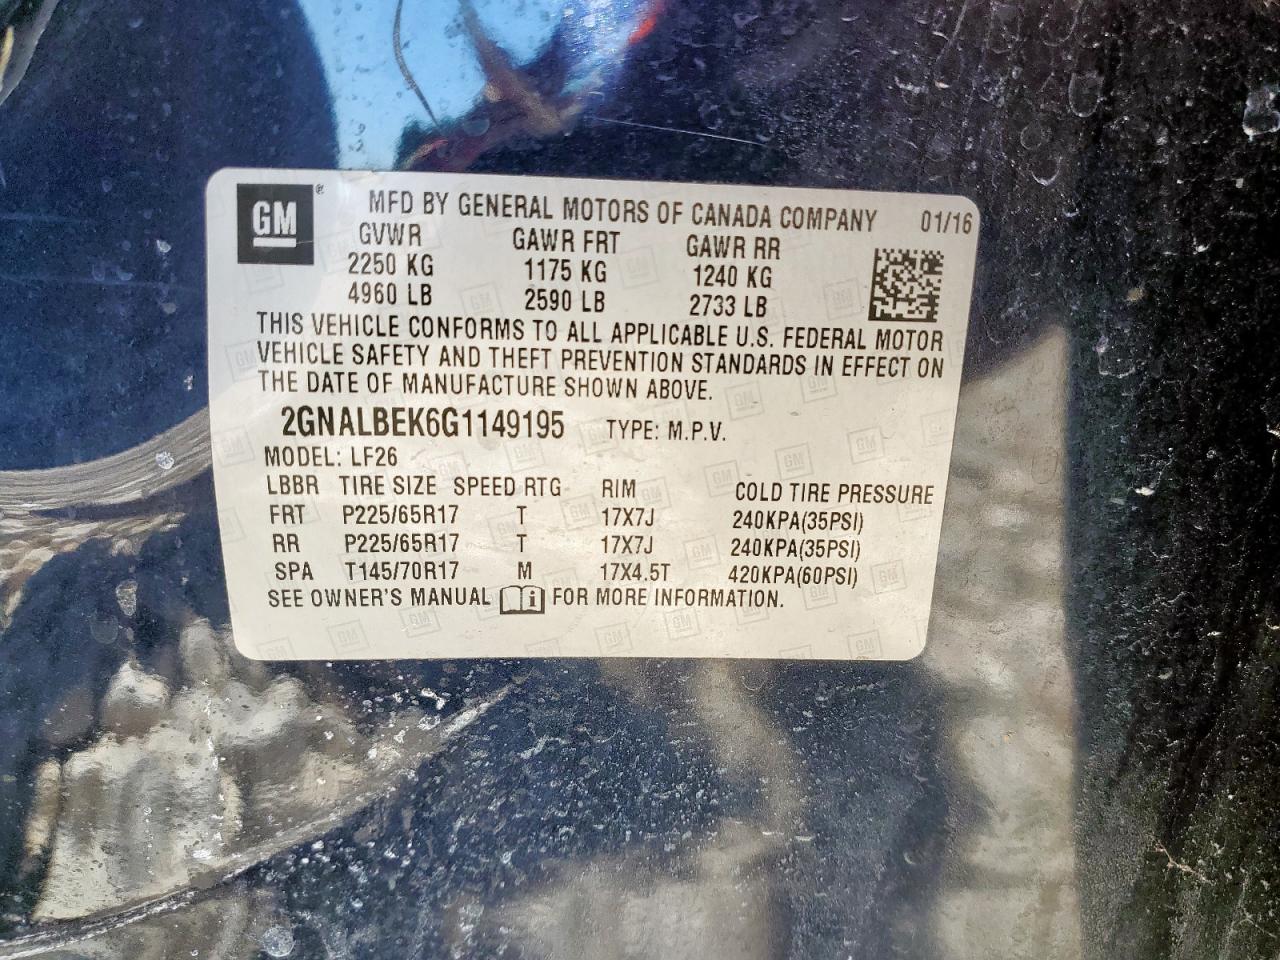 GM® MFD BY GENERAL MOTORS OF CANADA COMPANY 01/16
GVWR GAWR FRT GAWR RR
2250 KG 1175 KG 1240 KG
4960 LB 2590 LB 2733 LB
THIS VEHICLE CONFORMS TO ALL APPLICABLE U.S. FEDERAL MOTOR
VEHICLE SAFETY AND THEFT PREVENTION STANDARDS IN EFFECT ON
THE DATE OF MANUFACTURE SHOWN ABOVE.
2GNALBEK6G1149195 TYPE: M.P.V.
MODEL: LF26
LBBR TIRE SIZE SPEED RTG RIM COLD TIRE PRESSURE
FRT P225/65R17 T 17X7J 240KPA(35PSI)
RR P225/65R17 T 17X7J 240KPA(35PSI)
SPA T145/70R17 M 17X4.5T 420KPA(60PSI)
SEE OWNER'S MANUAL i FOR MORE INFORMATION.